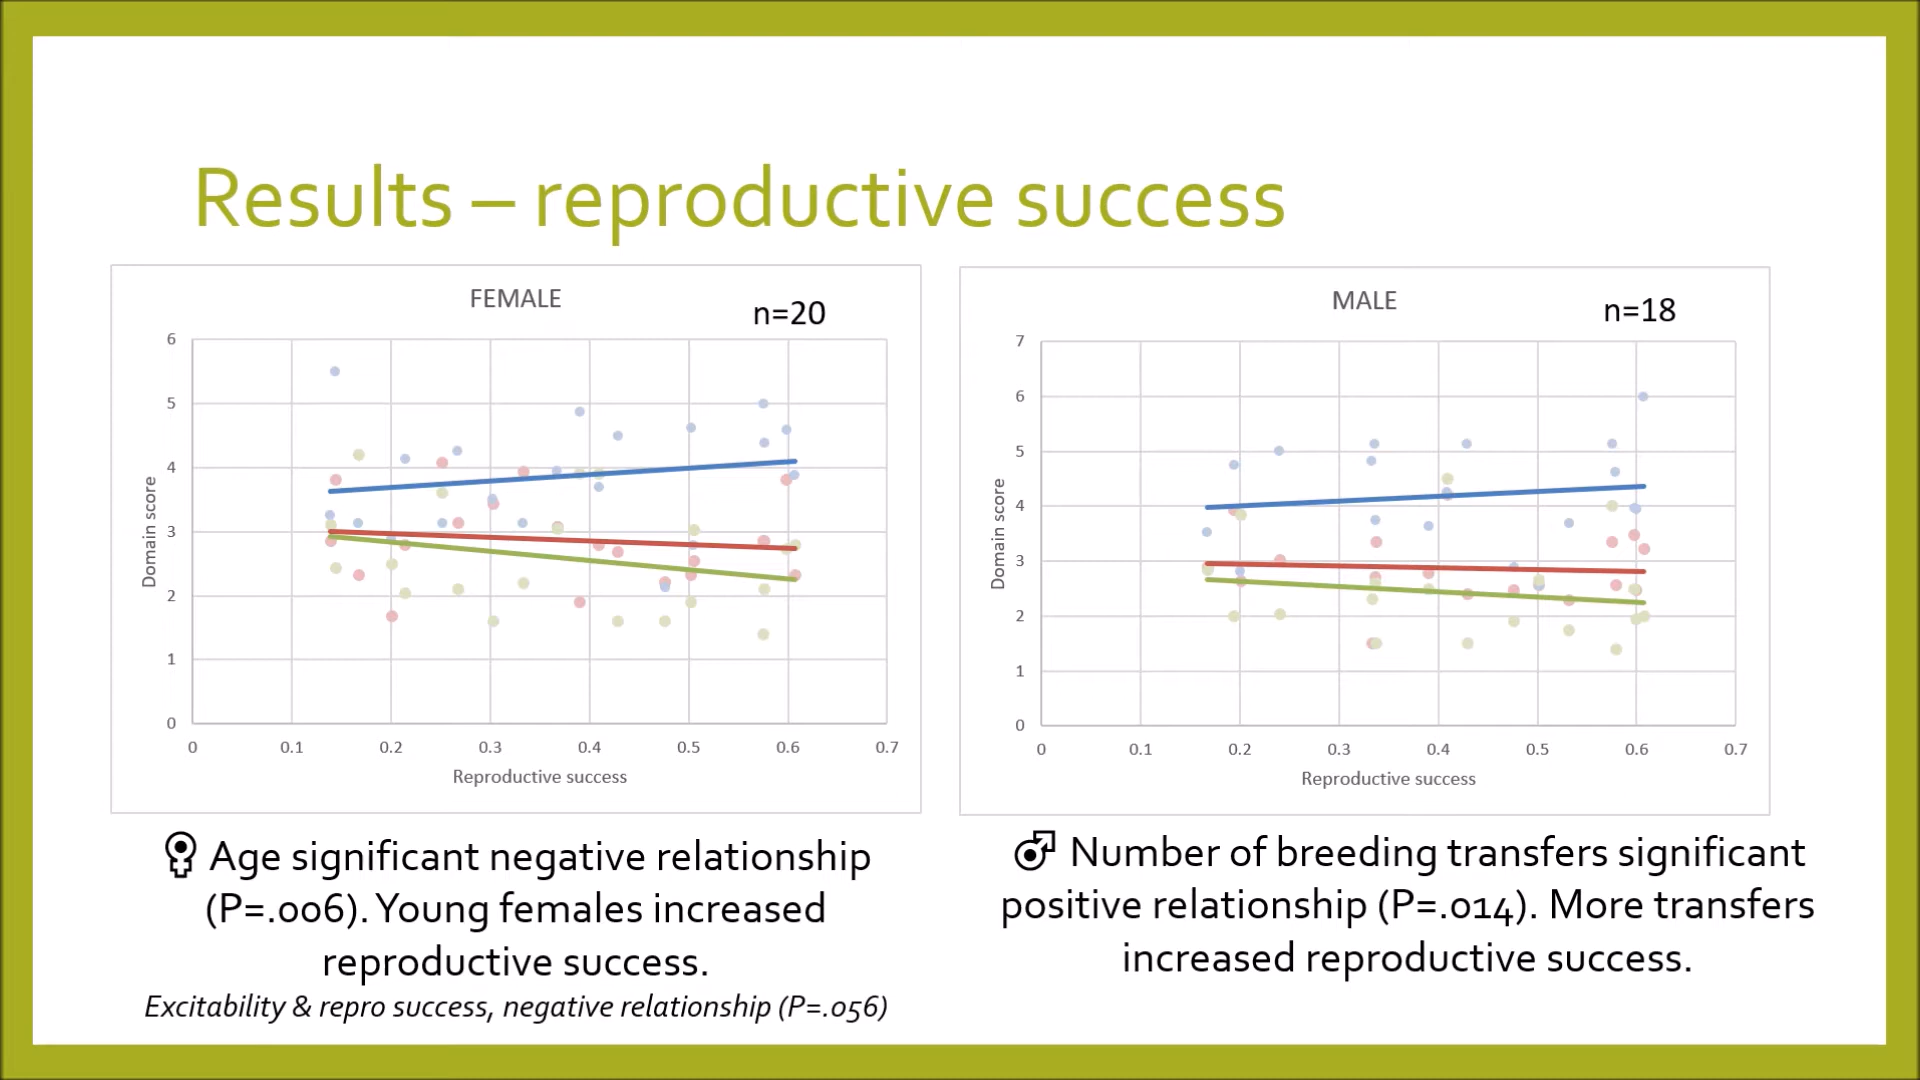 Results – reproductive success
FEMALE
n=20
6
5
4
3
2
1
0
Domain score
0 0.1 0.2 0.3 0.4 0.5 0.6 0.7
Reproductive success
MALE
n=18
7
6
5
4
3
2
1
0
Domain score
0 0.1 0.2 0.3 0.4 0.5 0.6 0.7
Reproductive success
Age significant negative relationship
(P=.006). Young females increased
reproductive success.
Excitability & repro success, negative relationship (P=.056)
Number of breeding transfers significant
positive relationship (P=.014). More transfers
increased reproductive success.